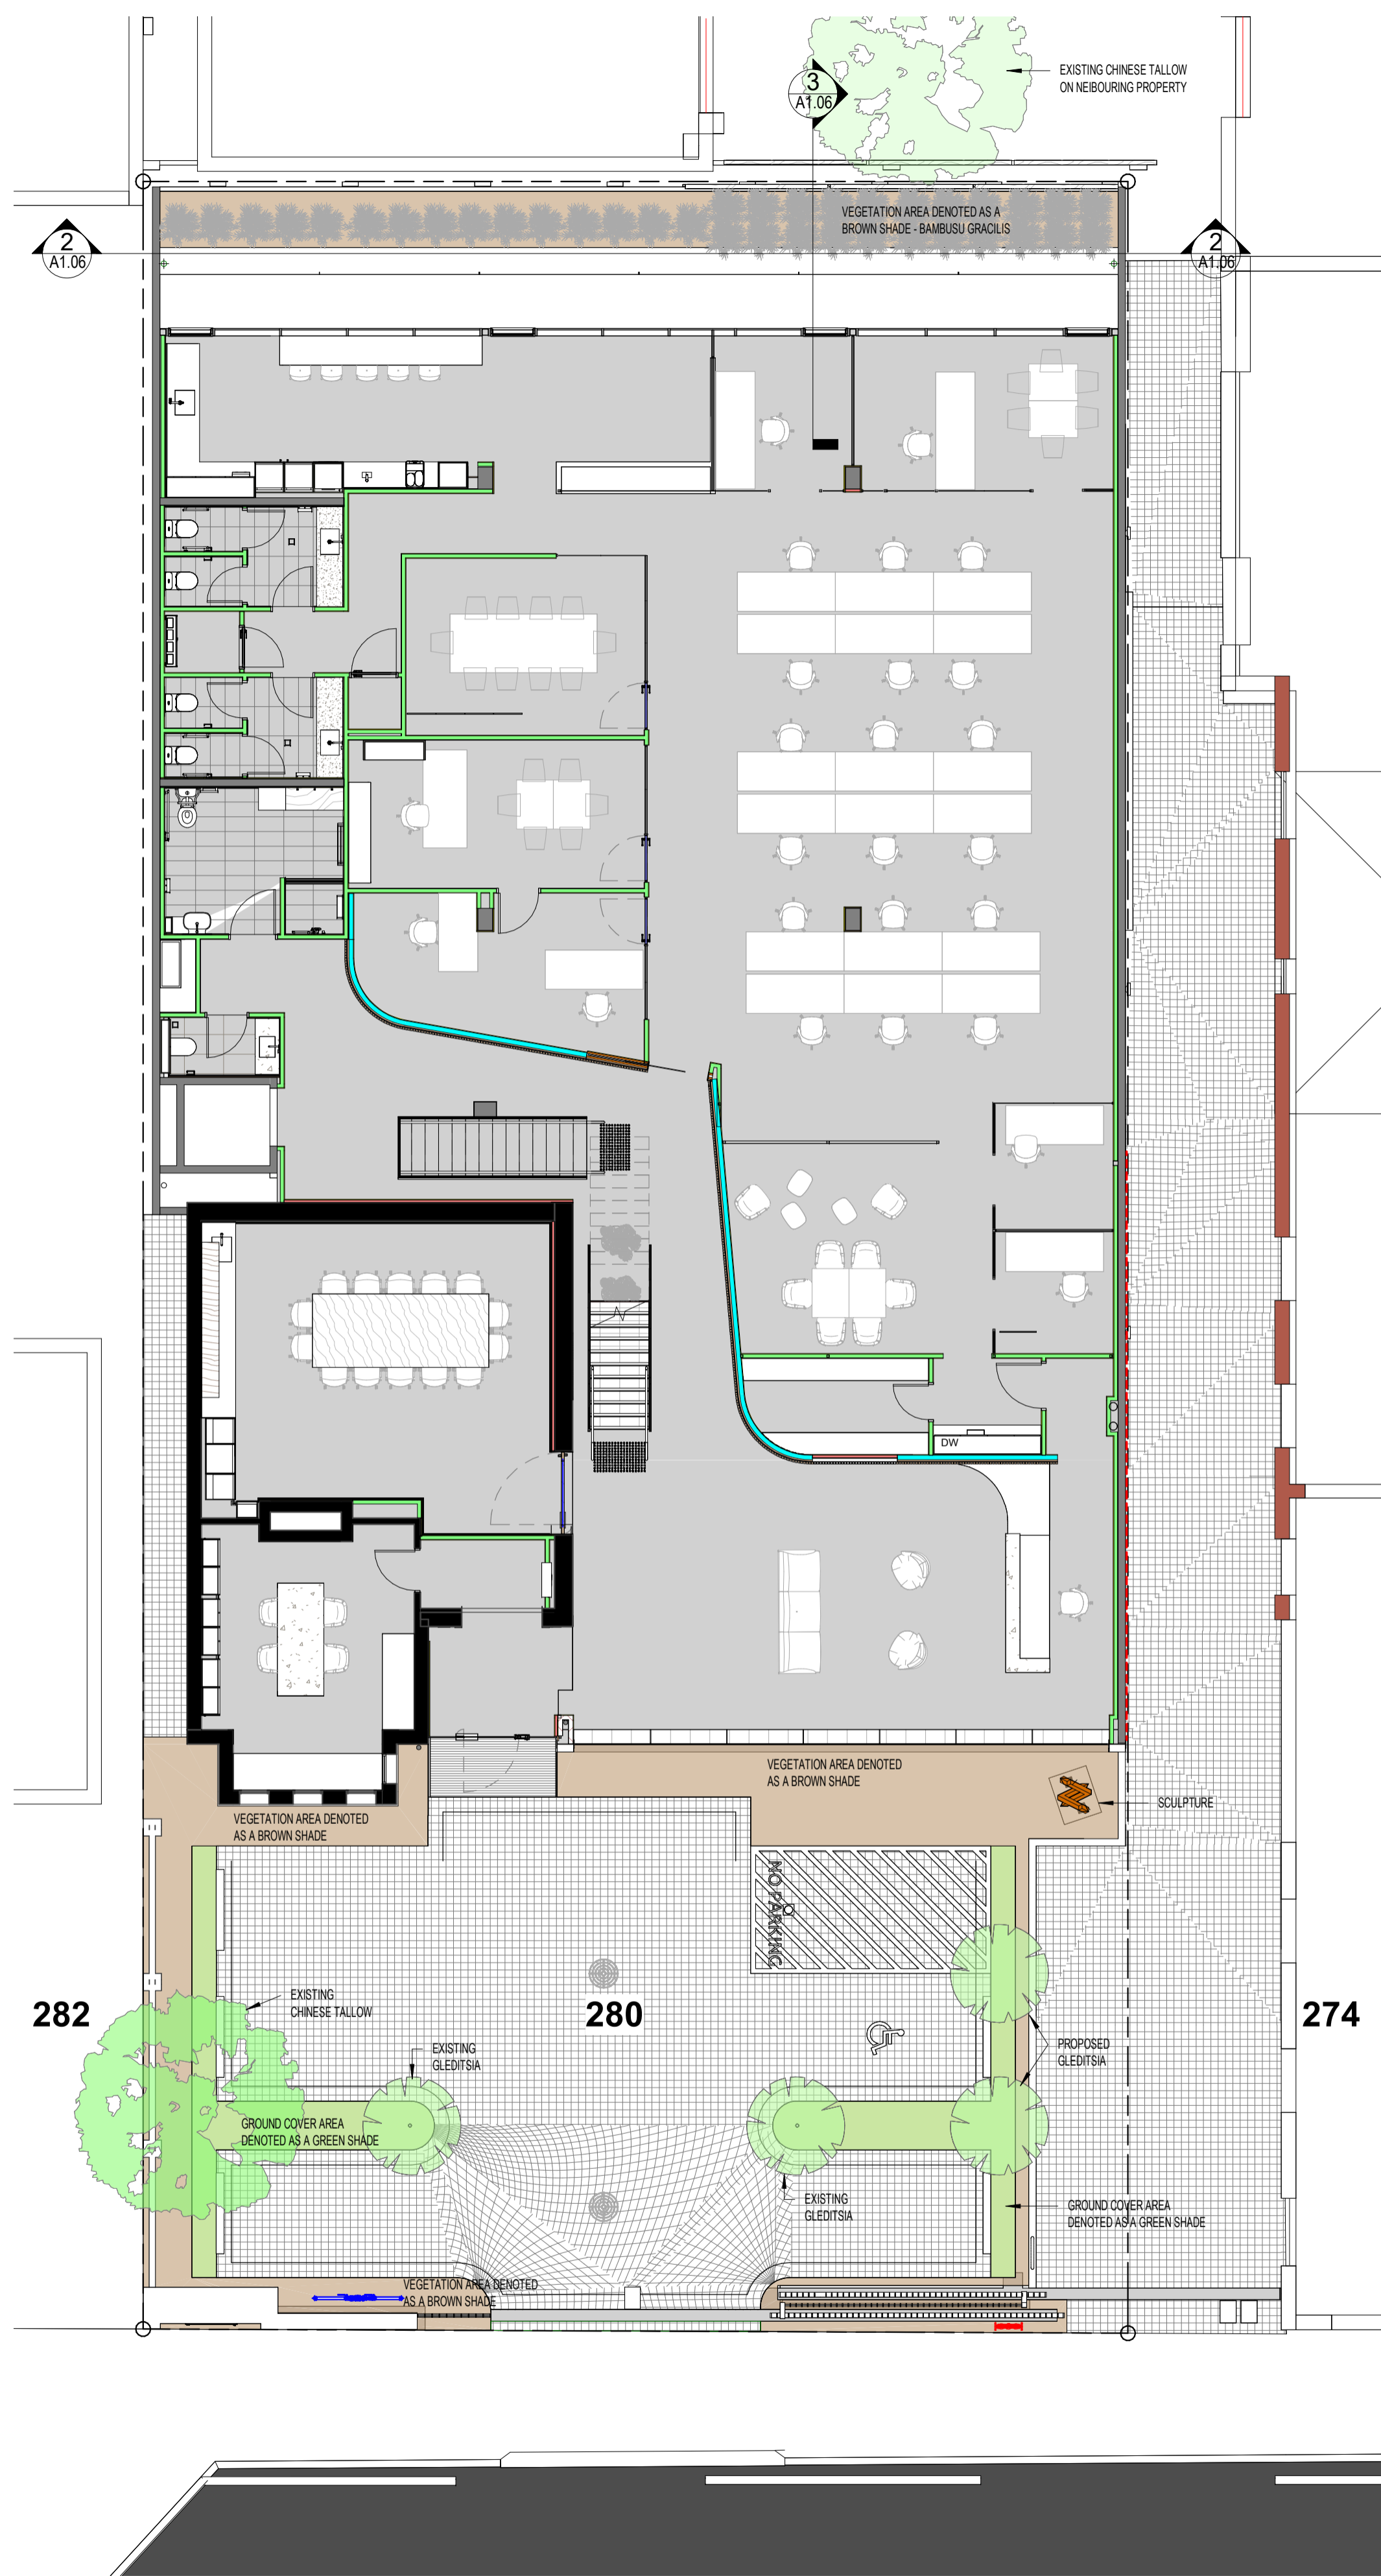 3
A1.06
EXISTING CHINESE TALLOW
ON NEIBOURING PROPERTY
VEGETATION AREA DENOTED AS A
BROWN SHADE - BAMBUSU GRACILIS
2
A1.06
2
A1.06
DW
VEGETATION AREA DENOTED
AS A BROWN SHADE
SCULPTURE
VEGETATION AREA DENOTED
AS A BROWN SHADE
NO PARKING
EXISTING
CHINESE TALLOW
282
280
274
EXISTING
GLEDITSIA
PROPOSED
GLEDITSIA
GROUND COVER AREA
DENOTED AS A GREEN SHADE
EXISTING
GLEDITSIA
GROUND COVER AREA
DENOTED AS A GREEN SHADE
VEGETATION AREA DENOTED
AS A BROWN SHADE